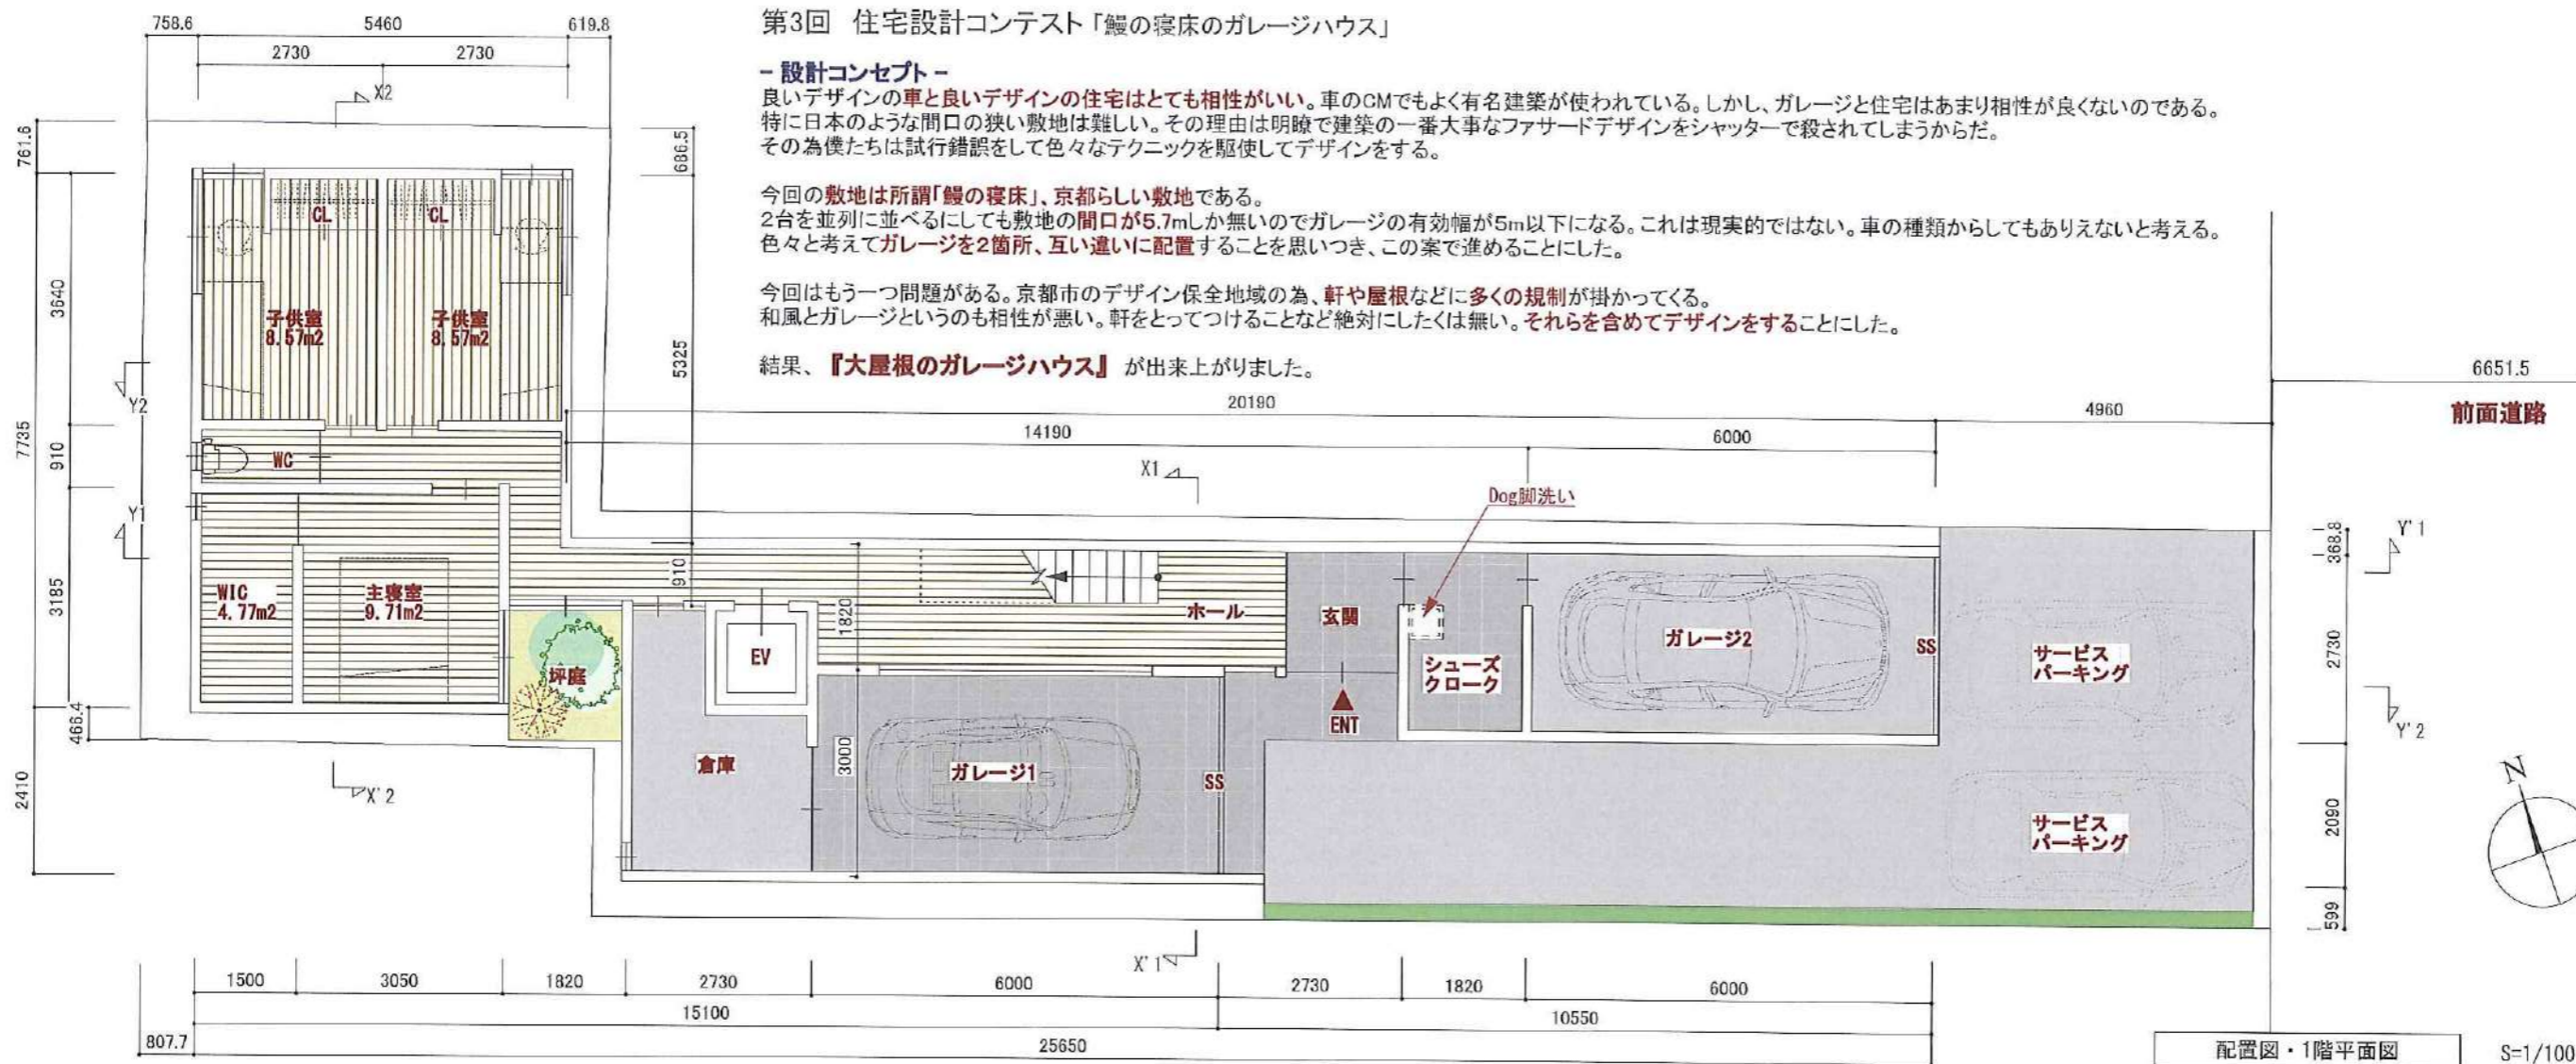 第3回 住宅設計コンテスト「鰻の寝床のガレージハウス」
- 設計コンセプト -
良いデザインの車と良いデザインの住宅はとても相性がいい。車のCMでもよく有名建築が使われている。しかし、ガレージと住宅はあまり相性が良くないのである。
特に日本のような間口の狭い敷地は難しい。その理由は明瞭で建築の一番大事なファサードデザインをシャッターで殺されてしまうからだ。
その為僕たちは試行錯誤をして色々なテクニックを駆使してデザインをする。
今回の敷地は所謂「鰻の寝床」、京都らしい敷地である。
2台を並列に並べるにしても敷地の間口が5.7mしか無いのでガレージの有効幅が5m以下になる。これは現実的ではない。車の種類からしてもありえないと考える。
色々と考えてガレージを2箇所、互い違いに配置することを思いつき、この案で進めることにした。
今回はもう一つ問題がある。京都市のデザイン保全地域の為、軒や屋根などに多くの規制が掛かってくる。
和風とガレージというのも相性が悪い。軒をとってつけることなど絶対にしたくは無い。それらを含めてデザインをすることにした。
結果、『大屋根のガレージハウス』 が出来上がりました。
758.6
5460
619.8
2730
2730
X2
761.6
686.5
CL
CL
3640
子供室
8.57m2
子供室
8.57m2
5325
Y2
7735
910
WC
Y1
20190
4960
6651.5
前面道路
14190
6000
X1
Dog脚洗い
368.8
Y'1
3185
WIC
4.77m2
主寝室
9.71m2
910
1820
ホール
玄関
シューズ
クローク
ガレージ2
SS
サービス
パーキング
2730
EV
坪庭
ENT
Y'2
466.4
倉庫
3000
ガレージ1
SS
X'2
2410
サービス
パーキング
2090
N
599
X'1
1500
3050
1820
2730
6000
2730
1820
6000
15100
10550
807.7
25650
配置図・1階平面図
S=1/100